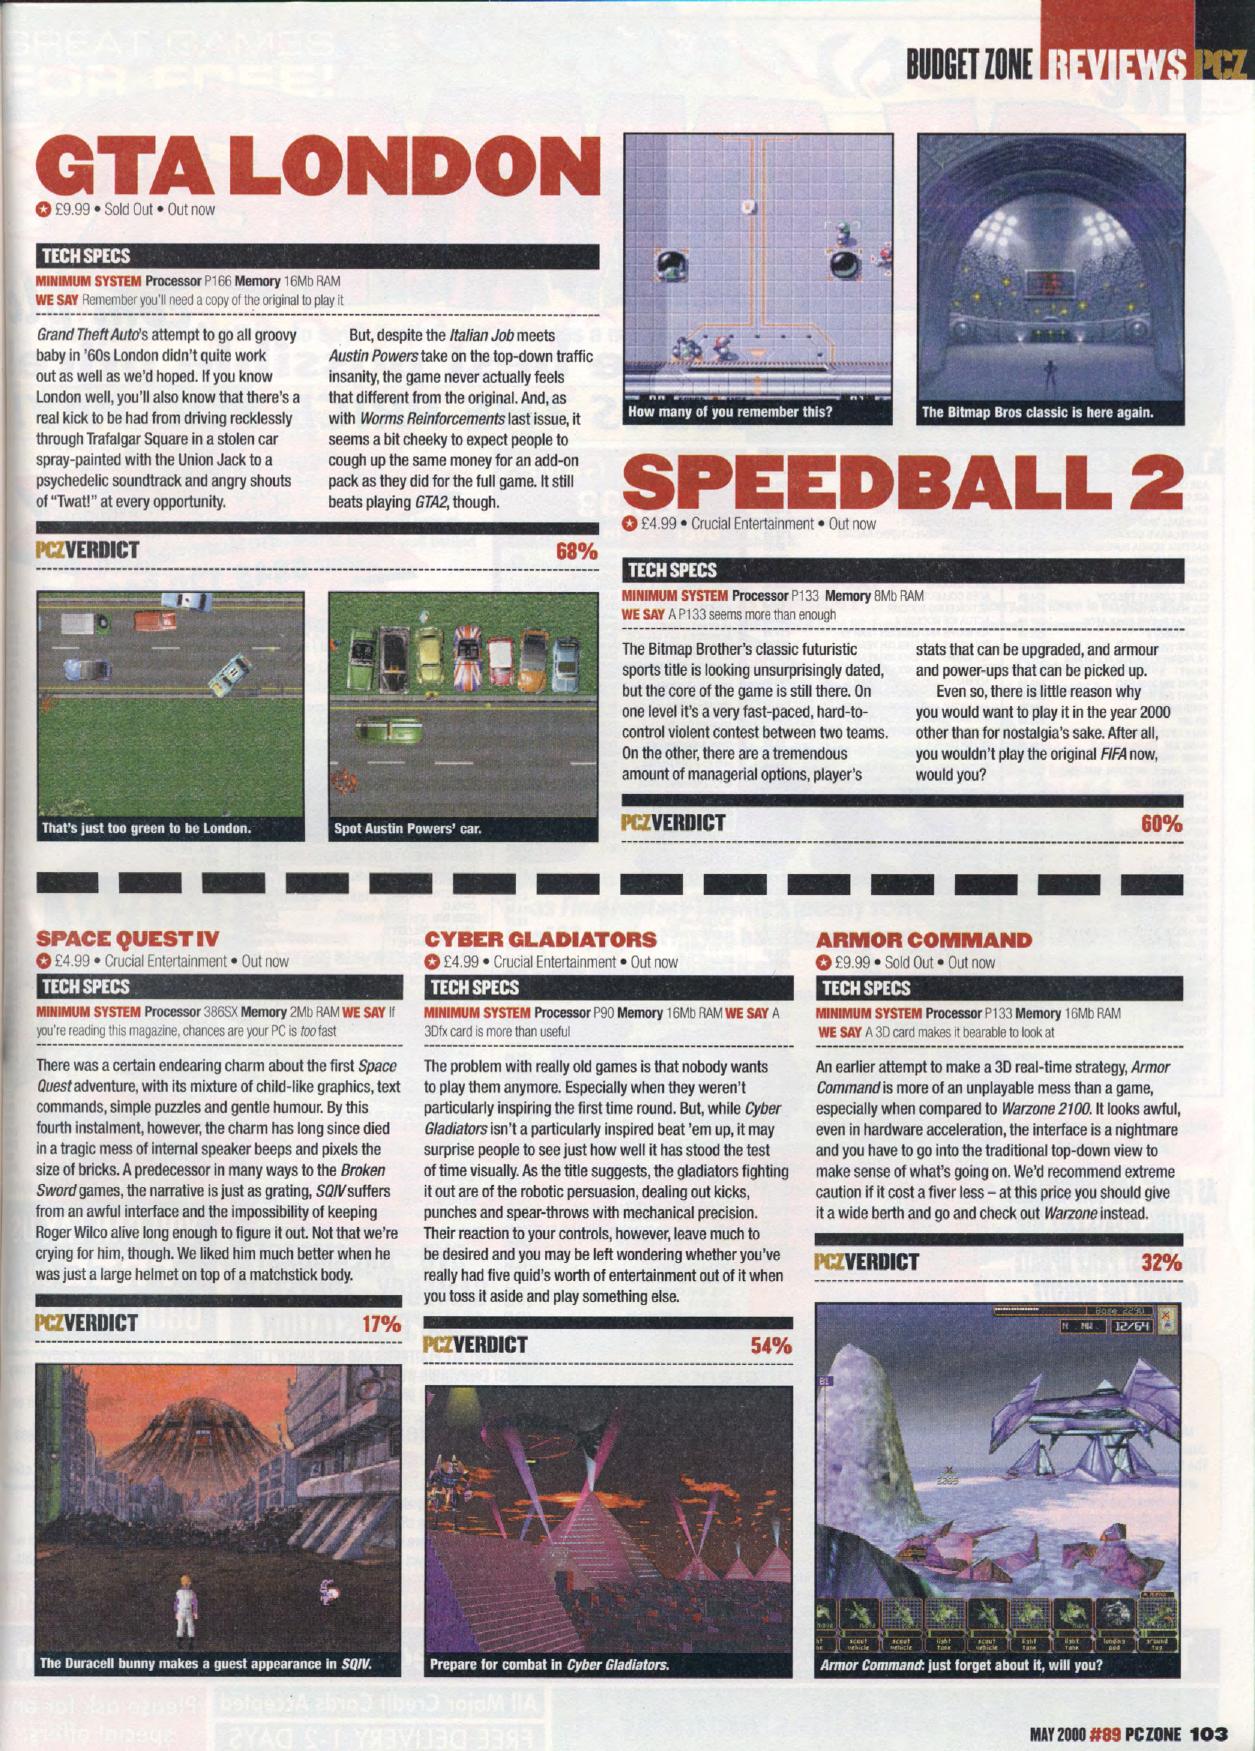 BUDGET ZONE REVIEWS PCZ
GTA LONDON
£9.99 • Sold Out • Out now
TECH SPECS
MINIMUM SYSTEM Processor P166 Memory 16Mb RAM
WE SAY Remember you'll need a copy of the original to play it
Grand Theft Auto's attempt to go all groovy
baby in '60s London didn't quite work
out as well as we'd hoped. If you know
London well, you'll also know that there's a
real kick to be had from driving recklessly
through Trafalgar Square in a stolen car
spray-painted with the Union Jack to a
psychedelic soundtrack and angry shouts
of "Twat!" at every opportunity.
But, despite the Italian Job meets
Austin Powers take on the top-down traffic
insanity, the game never actually feels
that different from the original. And, as
with Worms Reinforcements last issue, it
seems a bit cheeky to expect people to
cough up the same money for an add-on
pack as they did for the full game. It still
beats playing GTA2, though.
PCZVERDICT 68%
That's just too green to be London.
Spot Austin Powers' car.
How many of you remember this?
The Bitmap Bros classic is here again.
SPEEDBALL 2
£4.99 • Crucial Entertainment • Out now
TECH SPECS
MINIMUM SYSTEM Processor P133 Memory 8Mb RAM
WE SAY A P133 seems more than enough
The Bitmap Brother's classic futuristic
sports title is looking unsurprisingly dated,
but the core of the game is still there. On
one level it's a very fast-paced, hard-to-
control violent contest between two teams.
On the other, there are a tremendous
amount of managerial options, player's
stats that can be upgraded, and armour
and power-ups that can be picked up.
Even so, there is little reason why
you would want to play it in the year 2000
other than for nostalgia's sake. After all,
you wouldn't play the original FIFA now,
would you?
PCZVERDICT 60%
SPACE QUEST IV
£4.99 • Crucial Entertainment • Out now
TECH SPECS
MINIMUM SYSTEM Processor 386SX Memory 2Mb RAM WE SAY If
you're reading this magazine, chances are your PC is too fast
There was a certain endearing charm about the first Space
Quest adventure, with its mixture of child-like graphics, text
commands, simple puzzles and gentle humour. By this
fourth instalment, however, the charm has long since died
in a tragic mess of internal speaker beeps and pixels the
size of bricks. A predecessor in many ways to the Broken
Sword games, the narrative is just as grating, SQIV suffers
from an awful interface and the impossibility of keeping
Roger Wilco alive long enough to figure it out. Not that we're
crying for him, though. We liked him much better when he
was just a large helmet on top of a matchstick body.
PCZVERDICT 17%
The Duracell bunny makes a guest appearance in SQIV.
CYBER GLADIATORS
£4.99 • Crucial Entertainment • Out now
TECH SPECS
MINIMUM SYSTEM Processor P90 Memory 16Mb RAM WE SAY A
3Dfx card is more than useful
The problem with really old games is that nobody wants
to play them anymore. Especially when they weren't
particularly inspiring the first time round. But, while Cyber
Gladiators isn't a particularly inspired beat 'em up, it may
surprise people to see just how well it has stood the test
of time visually. As the title suggests, the gladiators fighting
it out are of the robotic persuasion, dealing out kicks,
punches and spear-throws with mechanical precision.
Their reaction to your controls, however, leave much to
be desired and you may be left wondering whether you've
really had five quid's worth of entertainment out of it when
you toss it aside and play something else.
PCZVERDICT 54%
Prepare for combat in Cyber Gladiators.
ARMOR COMMAND
£9.99 • Sold Out • Out now
TECH SPECS
MINIMUM SYSTEM Processor P133 Memory 16Mb RAM
WE SAY A 3D card makes it bearable to look at
An earlier attempt to make a 3D real-time strategy, Armor
Command is more of an unplayable mess than a game,
especially when compared to Warzone 2100. It looks awful,
even in hardware acceleration, the interface is a nightmare
and you have to go into the traditional top-down view to
make sense of what's going on. We'd recommend extreme
caution if it cost a fiver less – at this price you should give
it a wide berth and go and check out Warzone instead.
PCZVERDICT 32%
Base 2290
N . NW. 12/64
B1
scout vehicle scout vehicle light tank scout vehicle light tank light tank landing pod
Armor Command: just forget about it, will you?
MAY 2000 #89 PC ZONE 103